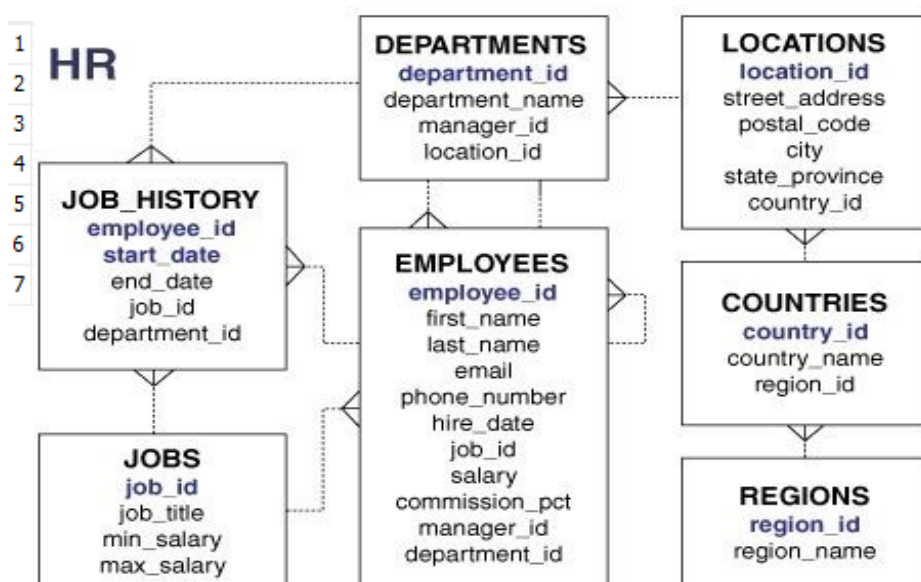 1
2
3
4
5
6
7
HR
DEPARTMENTS
department_id
department_name
manager_id
location_id
LOCATIONS
location_id
street_address
postal_code
city
state_province
country_id
JOB_HISTORY
employee_id
start_date
end_date
job_id
department_id
EMPLOYEES
employee_id
first_name
last_name
email
phone_number
hire_date
job_id
salary
commission_pct
manager_id
department_id
COUNTRIES
country_id
country_name
region_id
JOBS
job_id
job_title
min_salary
max_salary
REGIONS
region_id
region_name